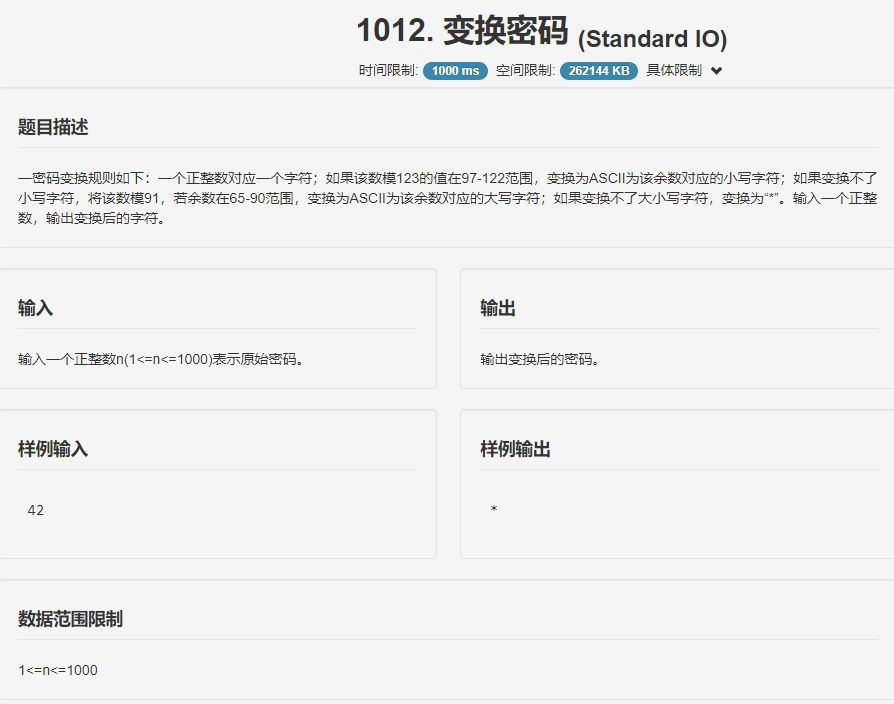 1012. 变换密码 (Standard IO)
时间限制: 1000 ms 空间限制: 262144 KB 具体限制
题目描述
一密码变换规则如下：一个正整数对应一个字符；如果该数模123的值在97-122范围，变换为ASCII为该余数对应的小写字符；如果变换不了
小写字符，将该数模91，若余数在65-90范围，变换为ASCII为该余数对应的大写字符；如果变换不了大小写字符，变换为“*”。输入一个正整
数，输出变换后的字符。
输入
输入一个正整数n(1<=n<=1000)表示原始密码。
输出
输出变换后的密码。
样例输入
42
样例输出
*
数据范围限制
1<=n<=1000